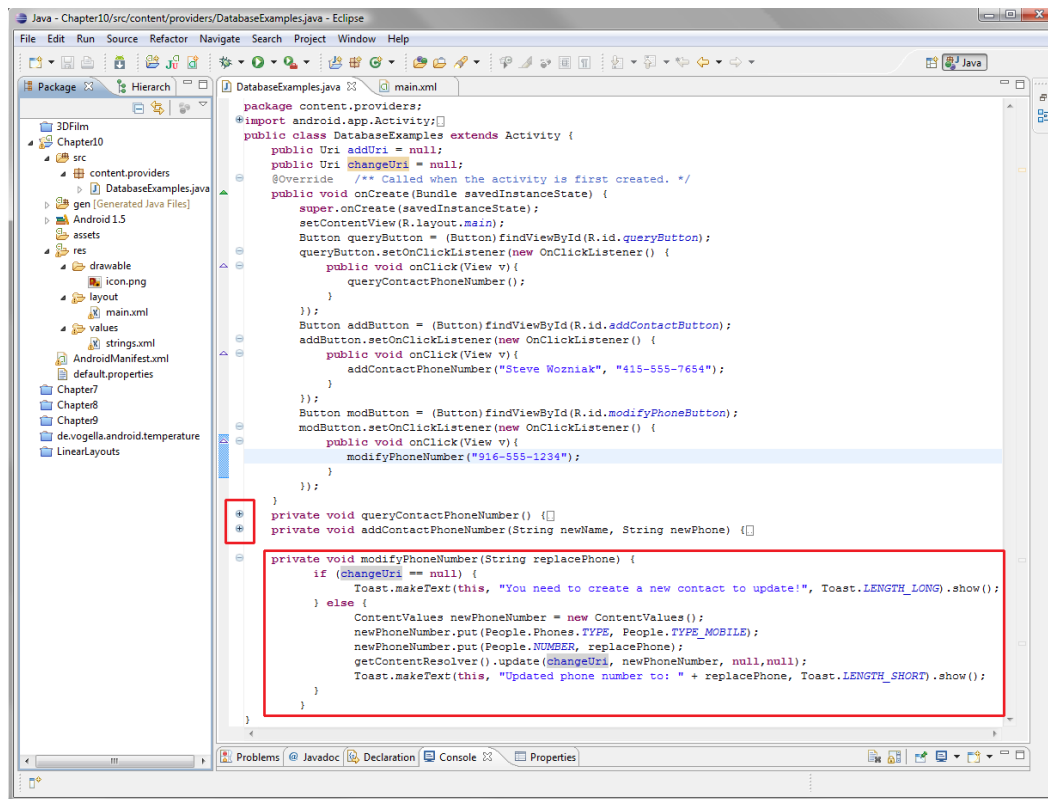 Java - Chapter10/src/content/providers/DatabaseExamples.java - Eclipse
File Edit Run Source Refactor Navigate Search Project Window Help
Java
Package
Hierarch
3DFilm
Chapter10
src
content.providers
DatabaseExamples.java
gen [Generated Java Files]
Android 1.5
assets
res
drawable
icon.png
layout
main.xml
values
strings.xml
AndroidManifest.xml
default.properties
Chapter7
Chapter8
Chapter9
de.vogella.android.temperature
LinearLayouts
DatabaseExamples.java
main.xml
package content.providers;
import android.app.Activity;
public class DatabaseExamples extends Activity {
public Uri addUri = null;
public Uri changeUri = null;
@Override /** Called when the activity is first created. */
public void onCreate(Bundle savedInstanceState) {
super.onCreate(savedInstanceState);
setContentView(R.layout.main);
Button queryButton = (Button)findViewById(R.id.queryButton);
queryButton.setOnClickListener(new OnClickListener() {
public void onClick(View v){
queryContactPhoneNumber();
}
});
Button addButton = (Button)findViewById(R.id.addContactButton);
addButton.setOnClickListener(new OnClickListener() {
public void onClick(View v){
addContactPhoneNumber("Steve Wozniak", "415-555-7654");
}
});
Button modButton = (Button)findViewById(R.id.modifyPhoneButton);
modButton.setOnClickListener(new OnClickListener() {
public void onClick(View v){
modifyPhoneNumber("916-555-1234");
}
});
}
private void queryContactPhoneNumber() {
private void addContactPhoneNumber(String newName, String newPhone) {
private void modifyPhoneNumber(String replacePhone) {
if (changeUri == null) {
Toast.makeText(this, "You need to create a new contact to update!", Toast.LENGTH_LONG).show();
} else {
ContentValues newPhoneNumber = new ContentValues();
newPhoneNumber.put(People.Phones.TYPE, People.TYPE_MOBILE);
newPhoneNumber.put(People.NUMBER, replacePhone);
getContentResolver().update(changeUri, newPhoneNumber, null,null);
Toast.makeText(this, "Updated phone number to: " + replacePhone, Toast.LENGTH_SHORT).show();
}
}
}
Problems @ Javadoc Declaration Console Properties